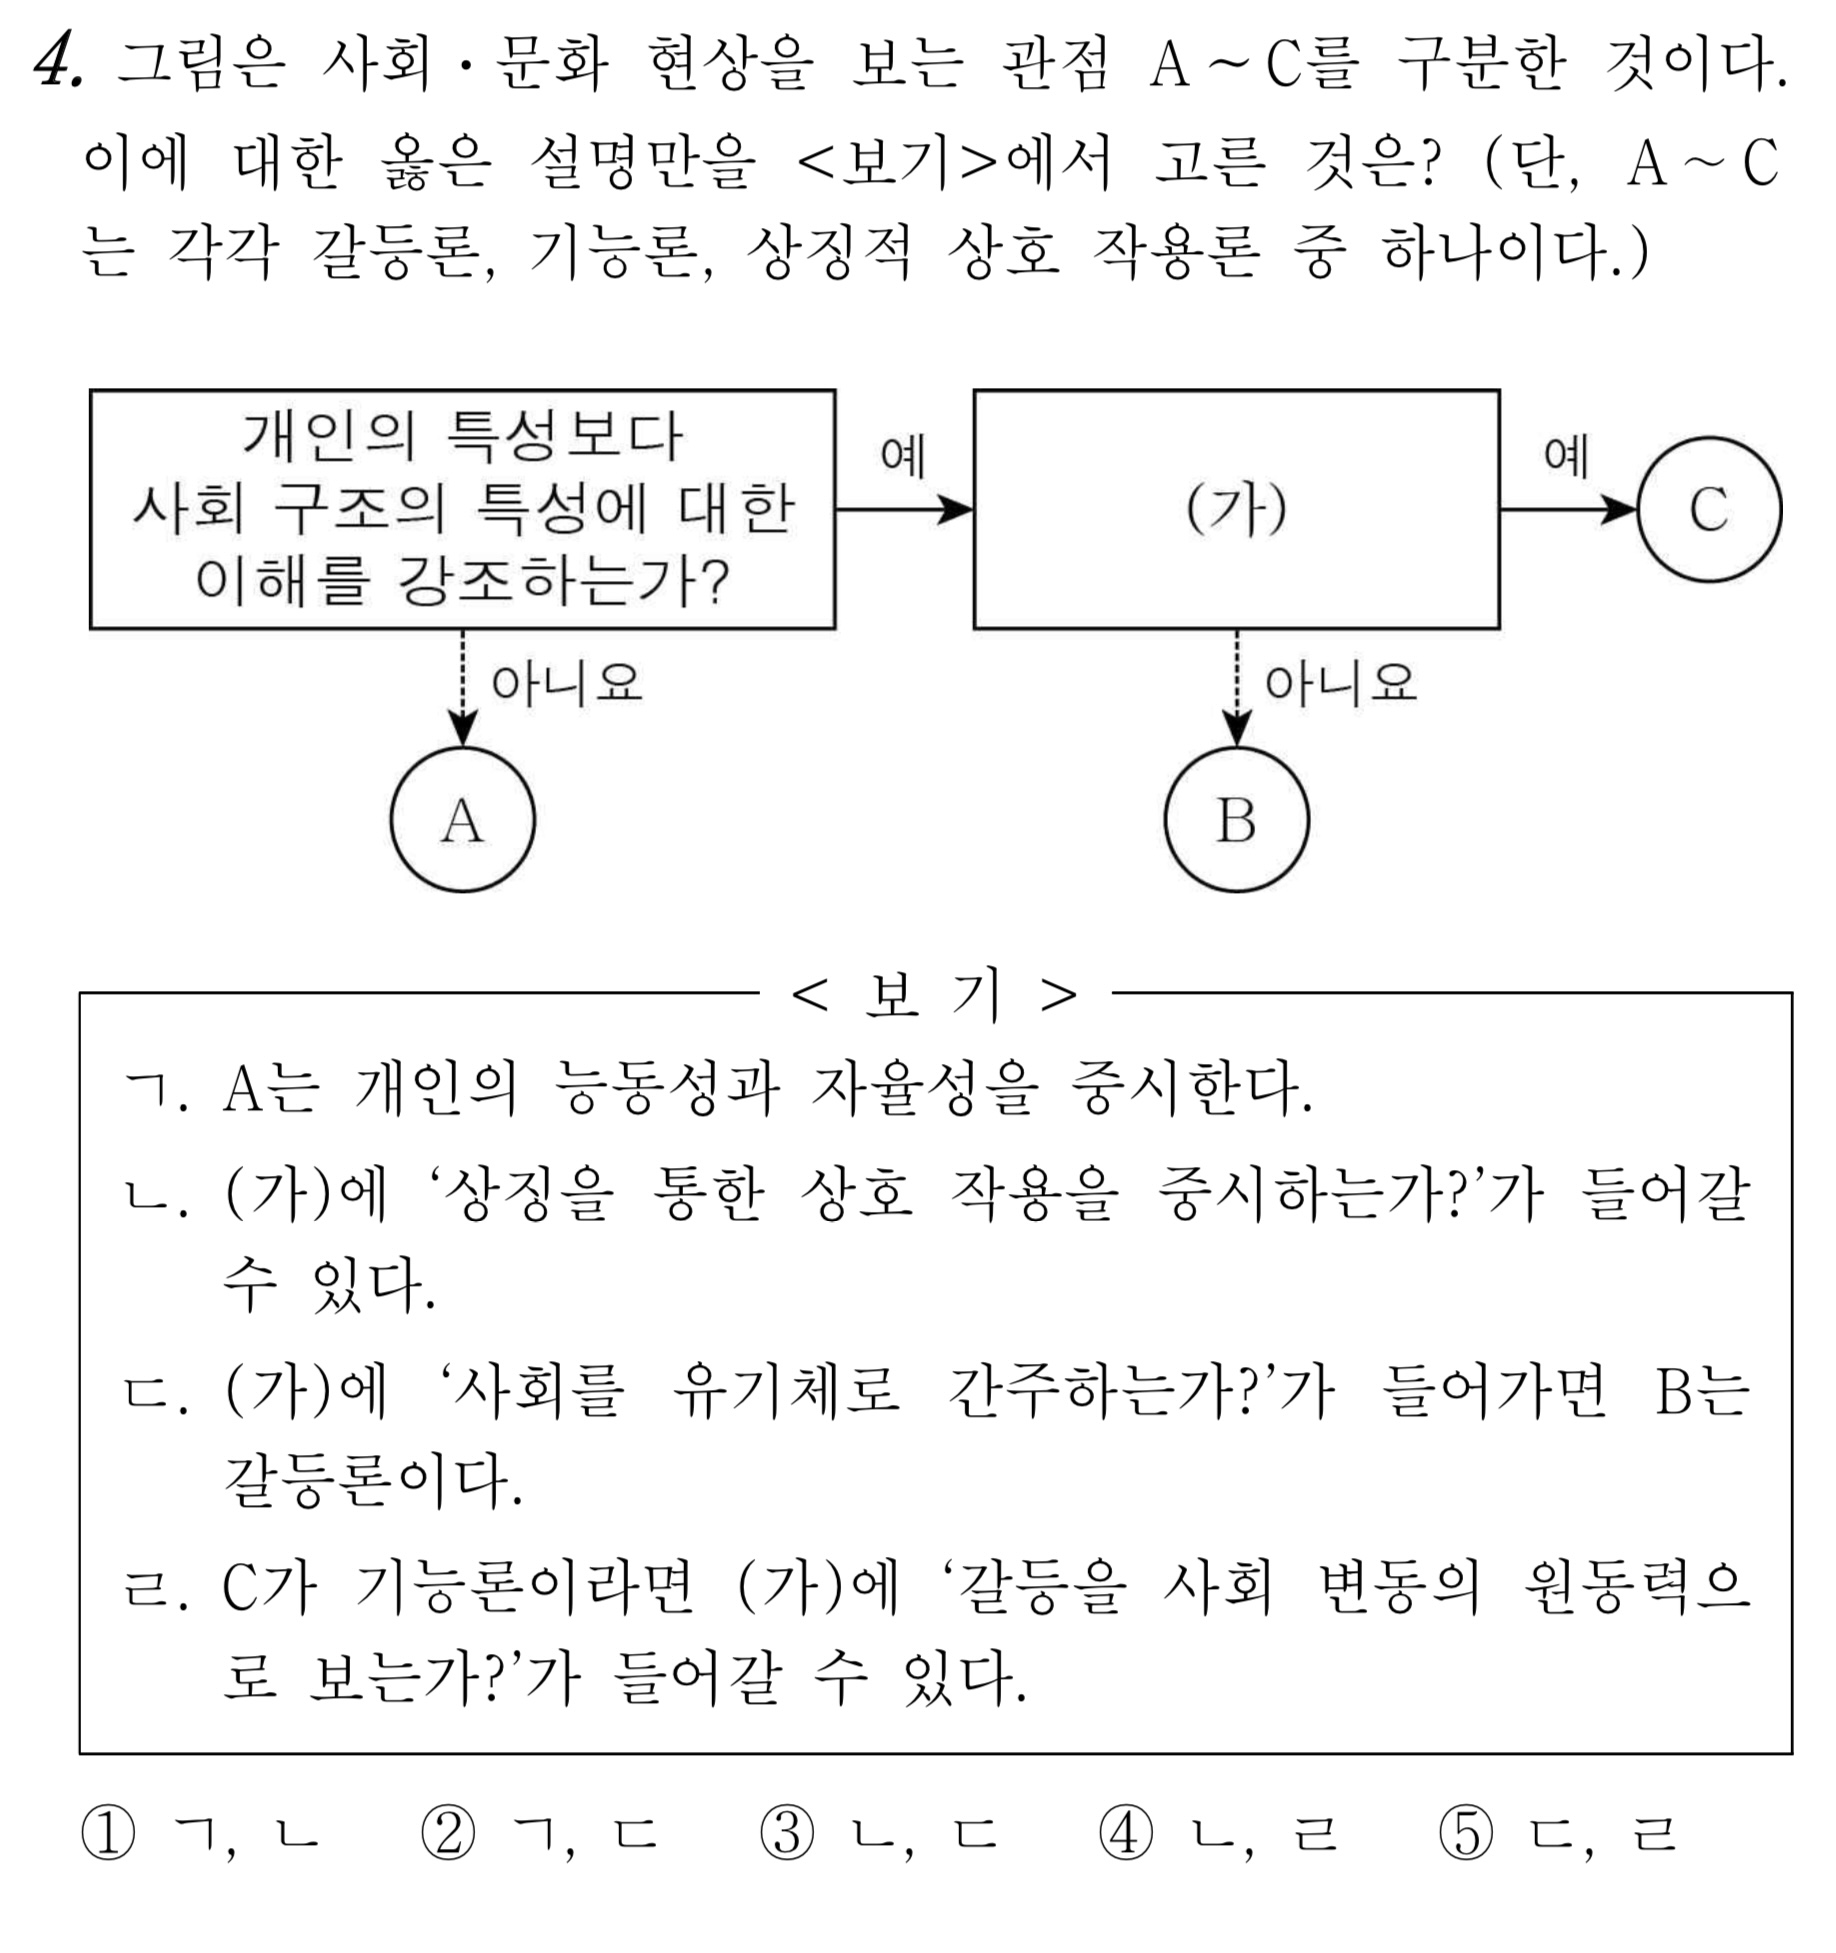 4. 그림은 사회・문화 현상을 보는 관점 A~C를 구분한 것이다.
이에 대한 옳은 설명만을 <보기>에서 고른 것은? (단, A~C
는 각각 갈등론, 기능론, 상징적 상호 작용론 중 하나이다.)
개인의 특성보다
사회 구조의 특성에 대한
이해를 강조하는가?
예
(가)
예
C
아니요
아니요
A
B
< 보 기 >
ㄱ. A는 개인의 능동성과 자율성을 중시한다.
ㄴ. (가)에 ‘상징을 통한 상호 작용을 중시하는가?’가 들어갈
수 있다.
ㄷ. (가)에 ‘사회를 유기체로 간주하는가?’가 들어가면 B는
갈등론이다.
ㄹ. C가 기능론이라면 (가)에 ‘갈등을 사회 변동의 원동력으
로 보는가?’가 들어갈 수 있다.
① ㄱ, ㄴ ② ㄱ, ㄷ ③ ㄴ, ㄷ ④ ㄴ, ㄹ ⑤ ㄷ, ㄹ